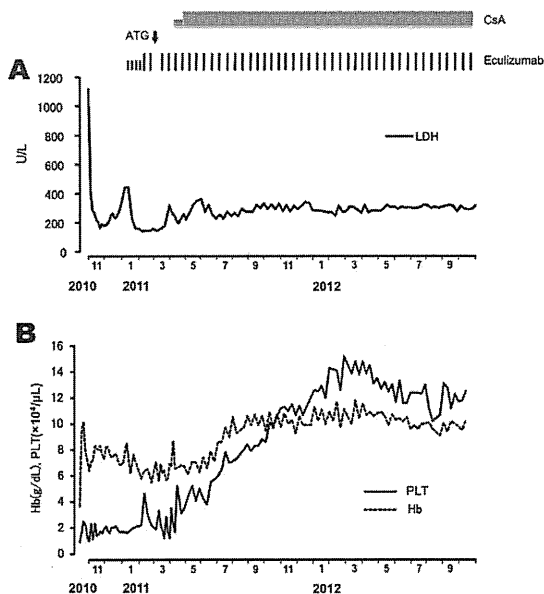 CsA
ATG
Eculizumab
A
1200
1000
800
600
400
200
0
U/L
LDH
11 1 3 5 7 9 11 1 3 5 7 9
2010 2011 2012
B
16
14
12
10
8
6
4
2
0
Hb(g/dL), PLT(×10⁴/μL)
PLT
Hb
11 1 3 5 7 9 11 1 3 5 7 9
2010 2011 2012